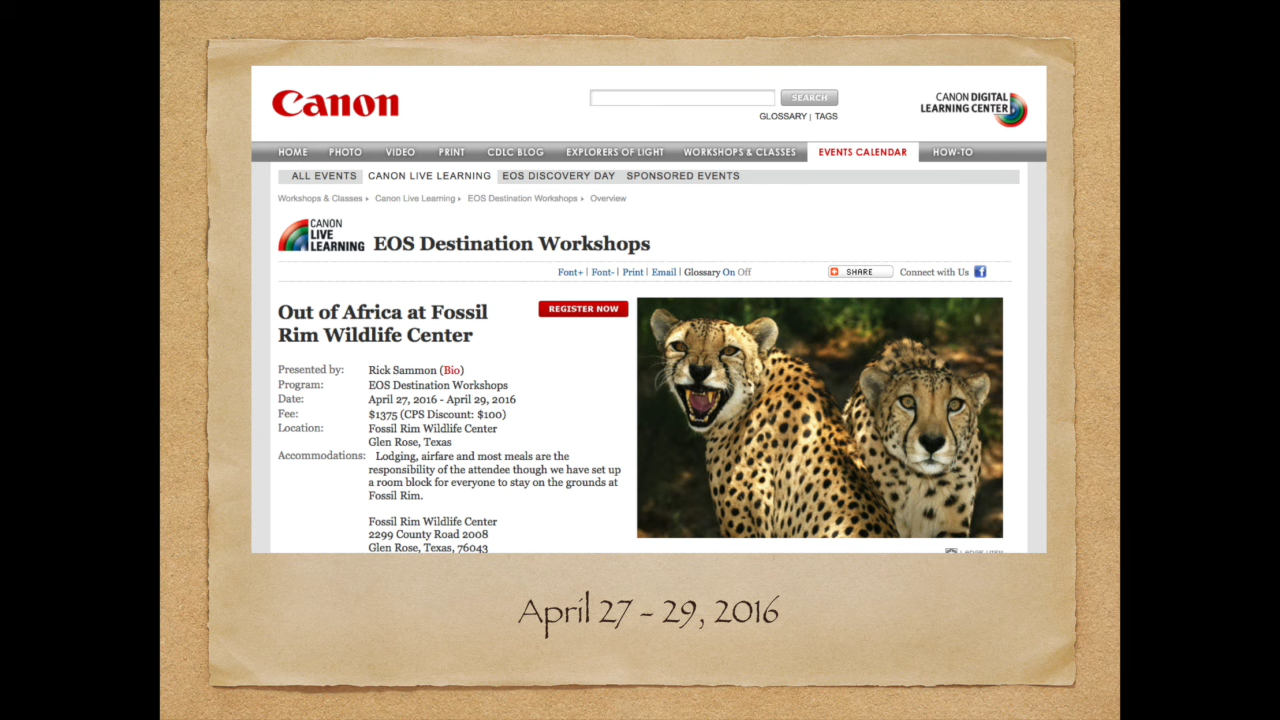 Canon
SEARCH
GLOSSARY | TAGS
CANON DIGITAL
LEARNING CENTER
HOME PHOTO VIDEO PRINT CDLC BLOG EXPLORERS OF LIGHT WORKSHOPS & CLASSES EVENTS CALENDAR HOW-TO
ALL EVENTS CANON LIVE LEARNING EOS DISCOVERY DAY SPONSORED EVENTS
Workshops & Classes Canon Live Learning EOS Destination Workshops Overview
CANON
LIVE
LEARNING
EOS Destination Workshops
Font+ | Font- | Print | Email | Glossary On Off
SHARE
Connect with Us
Out of Africa at Fossil
Rim Wildlife Center
REGISTER NOW
Presented by: Rick Sammon (Bio)
Program: EOS Destination Workshops
Date: April 27, 2016 - April 29, 2016
Fee: $1375 (CPS Discount: $100)
Location: Fossil Rim Wildlife Center
Glen Rose, Texas
Accommodations: Lodging, airfare and most meals are the
responsibility of the attendee though we have set up
a room block for everyone to stay on the grounds at
Fossil Rim.
Fossil Rim Wildlife Center
2299 County Road 2008
Glen Rose, Texas, 76043
April 27 - 29, 2016